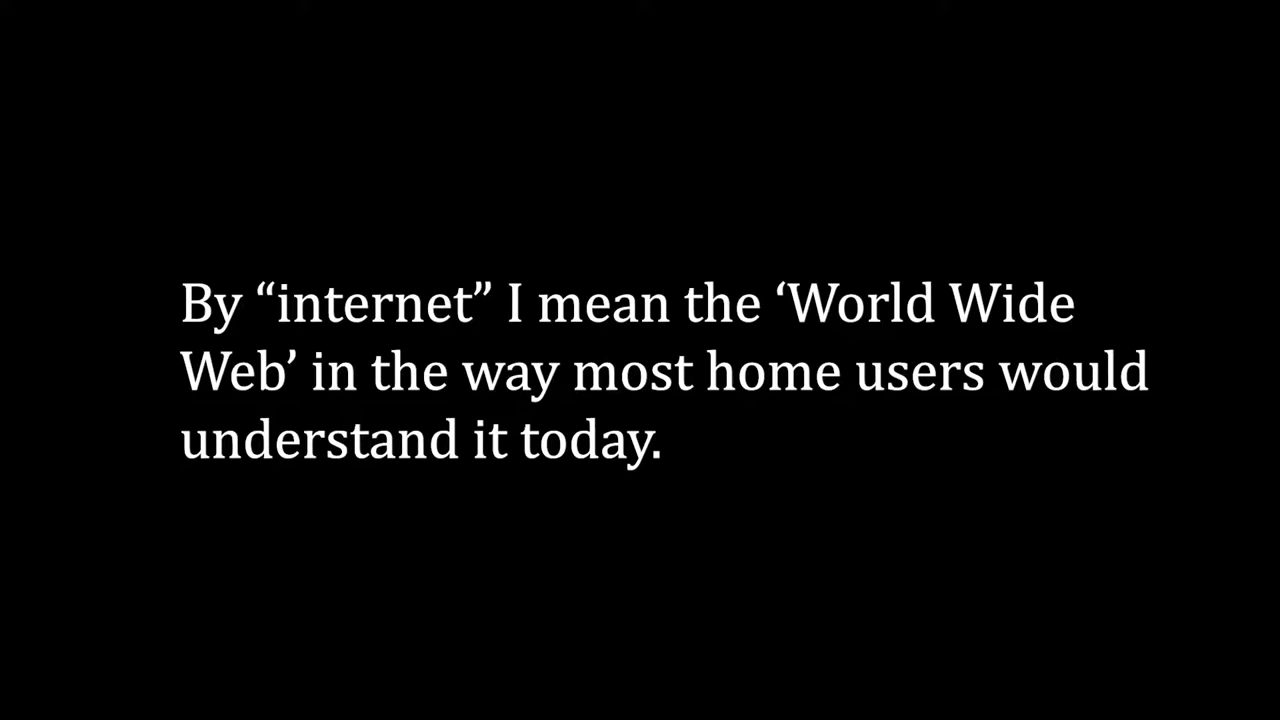 By “internet” I mean the ‘World Wide
Web’ in the way most home users would
understand it today.